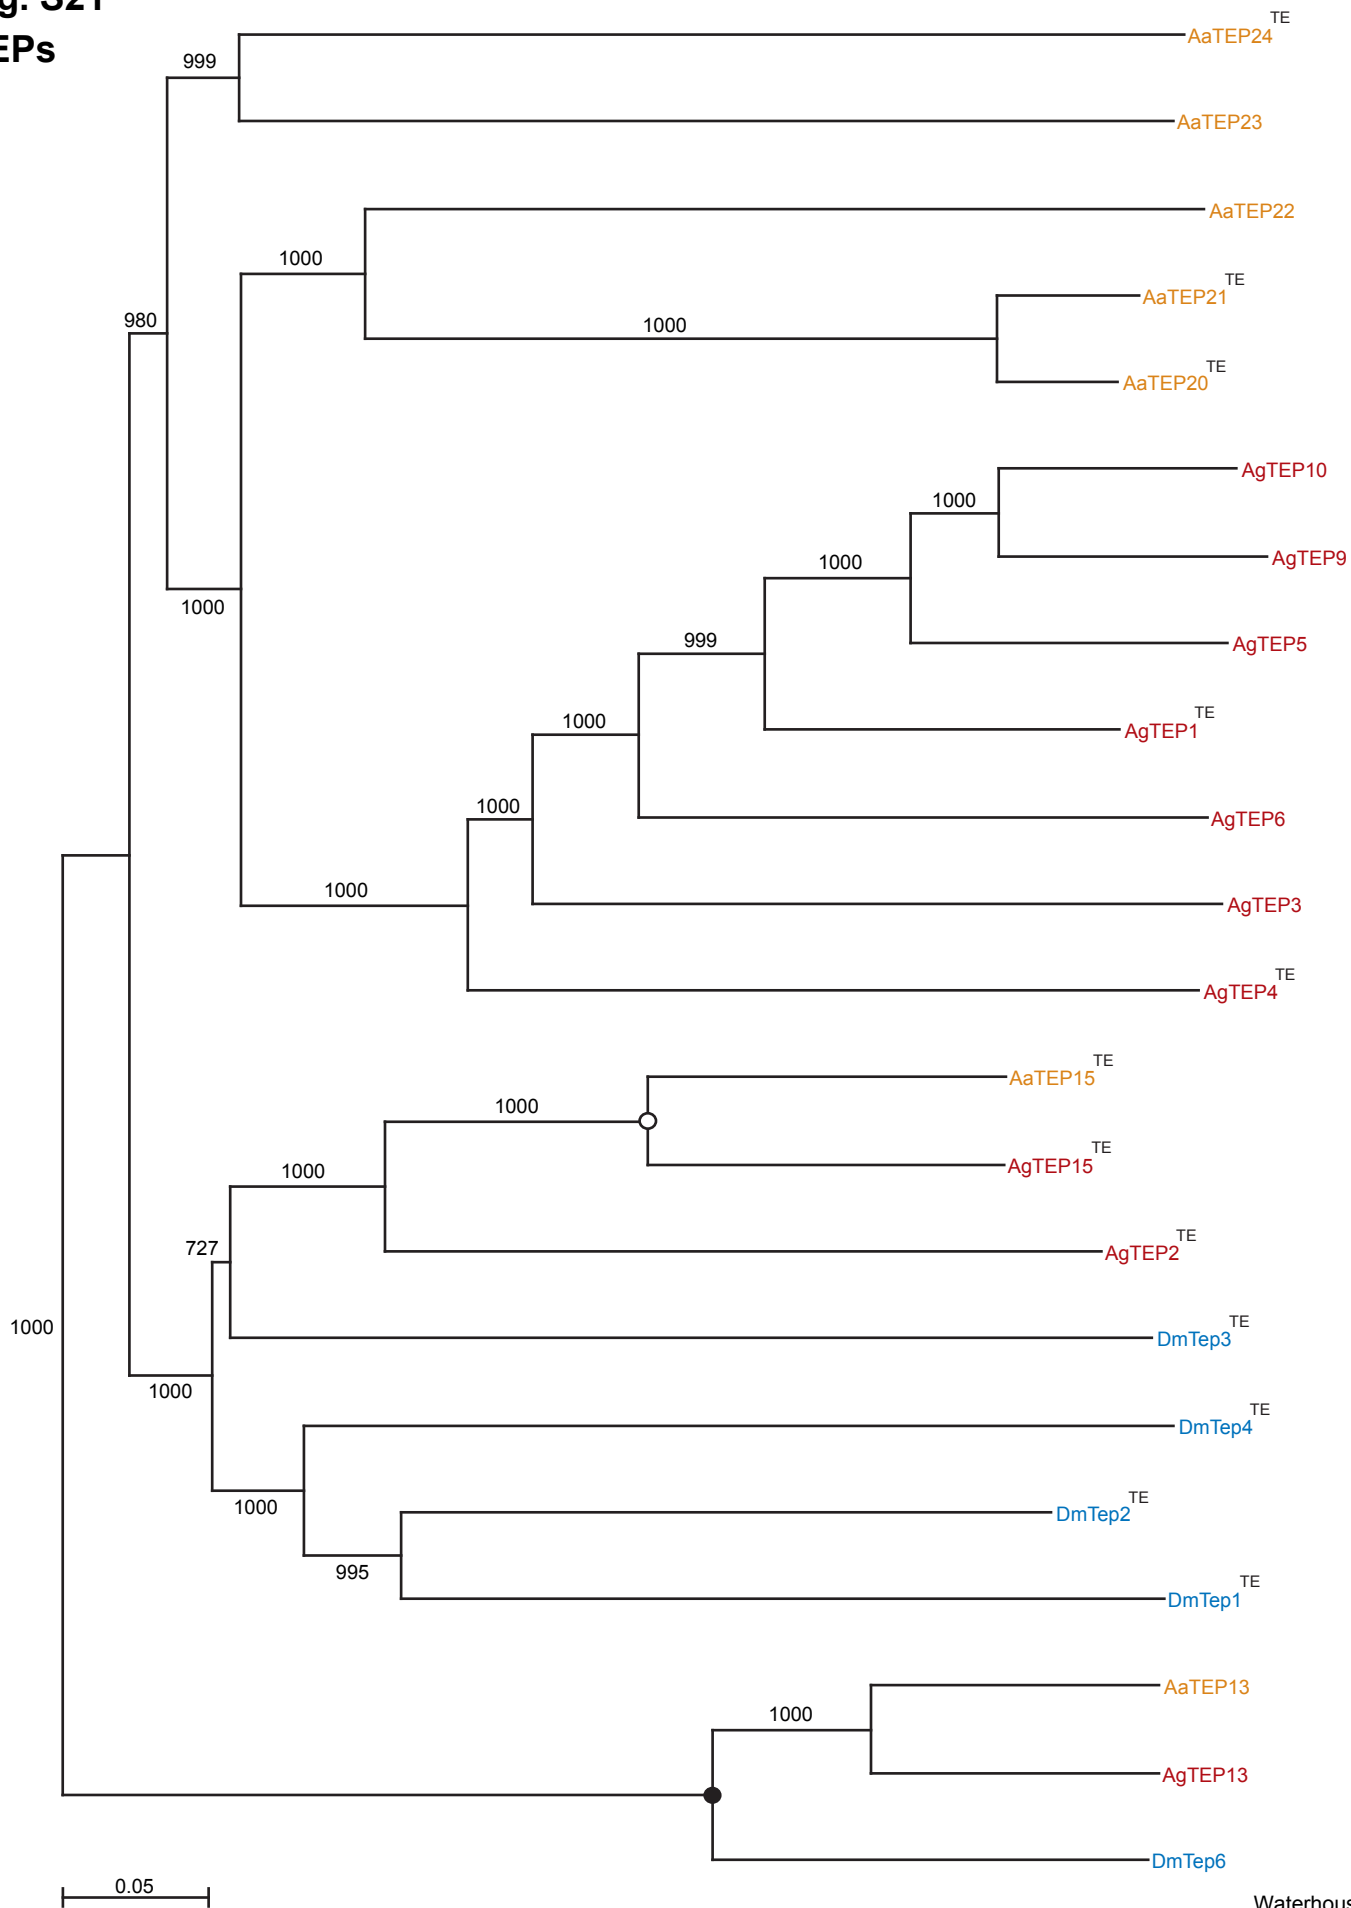 g. S21
EPs
TE
AaTEP24
999
AaTEP23
AaTEP22
1000
TE
AaTEP21
980
1000
TE
AaTEP20
AgTEP10
1000
AgTEP9
1000
1000
999
AgTEP5
TE
1000
AgTEP1
1000
AgTEP6
1000
AgTEP3
TE
AgTEP4
TE
AaTEP15
1000
TE
AgTEP15
1000
TE
727
AgTEP2
TE
1000
DmTep3
1000
TE
DmTep4
TE
1000
DmTep2
995
TE
DmTep1
AaTEP13
1000
AgTEP13
DmTep6
0.05
Waterhous